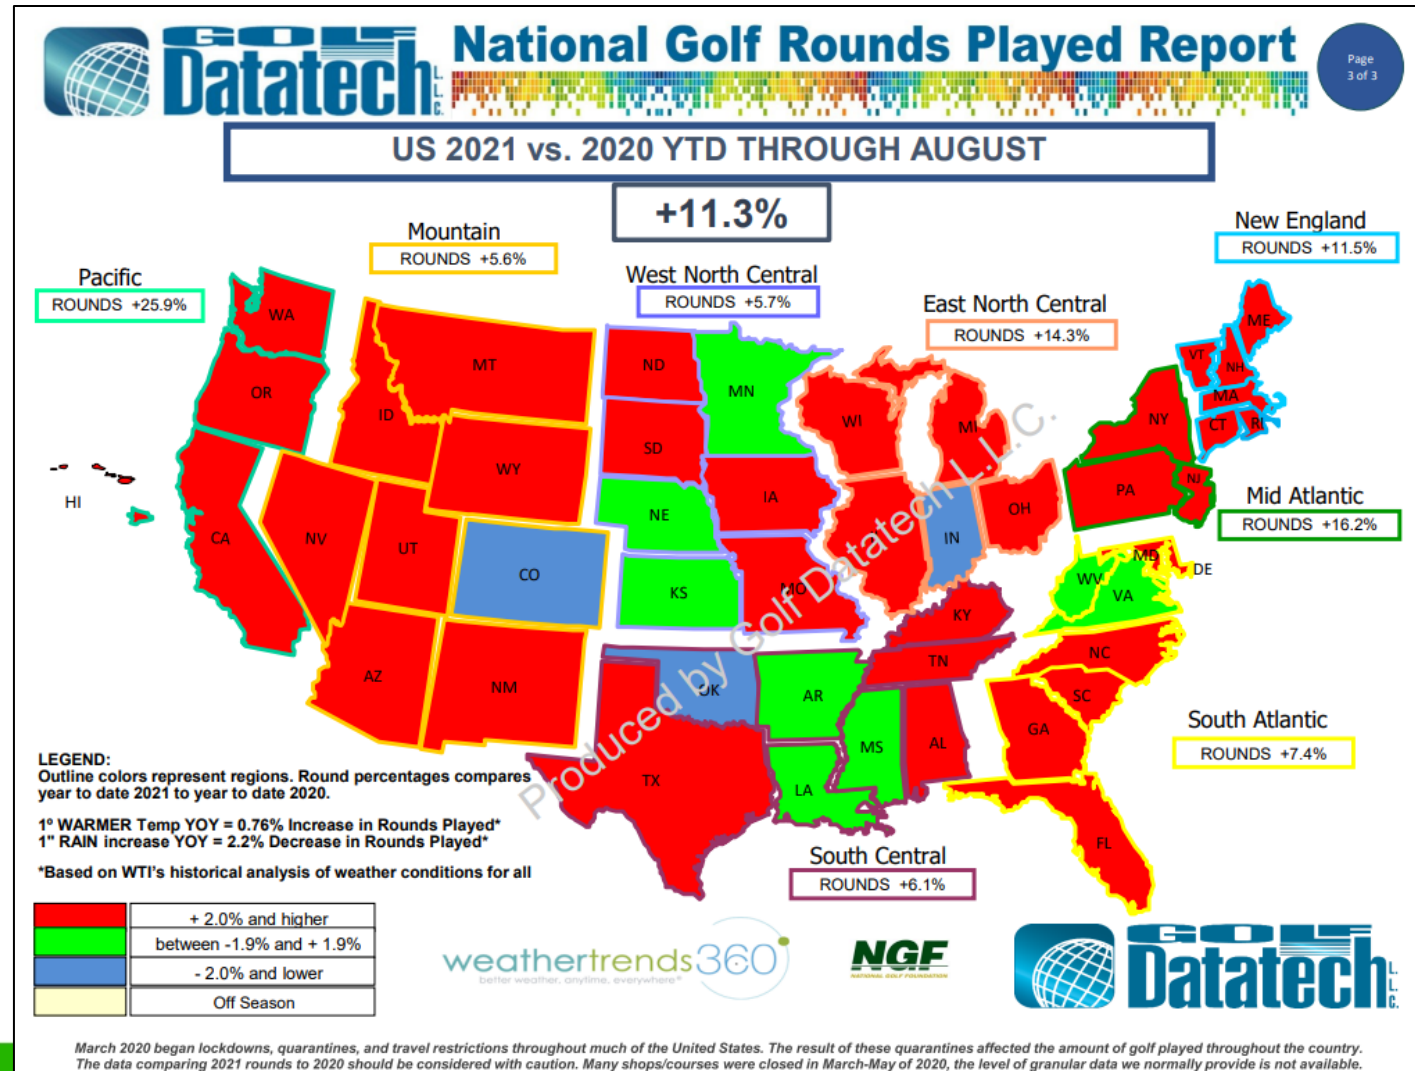 GOLF
Datatech L.L.C.
National Golf Rounds Played Report
Page
3 of 3
US 2021 vs. 2020 YTD THROUGH AUGUST
+11.3%
Pacific
ROUNDS +25.9%
Mountain
ROUNDS +5.6%
West North Central
ROUNDS +5.7%
East North Central
ROUNDS +14.3%
New England
ROUNDS +11.5%
Mid Atlantic
ROUNDS +16.2%
South Atlantic
ROUNDS +7.4%
South Central
ROUNDS +6.1%
WA
OR
CA
HI
MT
ID
WY
NV
UT
CO
AZ
NM
ND
SD
MN
NE
IA
KS
MO
WI
MI
IN
OH
KY
TN
OK
AR
TX
LA
MS
AL
ME
VT
NH
MA
CT
RI
NY
PA
NJ
MD
DE
WV
VA
NC
SC
GA
FL
Produced by Golf Datatech L.L.C.
LEGEND:
Outline colors represent regions. Round percentages compares
year to date 2021 to year to date 2020.
1º WARMER Temp YOY = 0.76% Increase in Rounds Played*
1" RAIN increase YOY = 2.2% Decrease in Rounds Played*
*Based on WTI's historical analysis of weather conditions for all
+ 2.0% and higher
between -1.9% and + 1.9%
- 2.0% and lower
Off Season
weathertrends360°
better weather. anytime, everywhere®
NGF
NATIONAL GOLF FOUNDATION
GOLF
Datatech L.L.C.
March 2020 began lockdowns, quarantines, and travel restrictions throughout much of the United States. The result of these quarantines affected the amount of golf played throughout the country.
The data comparing 2021 rounds to 2020 should be considered with caution. Many shops/courses were closed in March-May of 2020, the level of granular data we normally provide is not available.